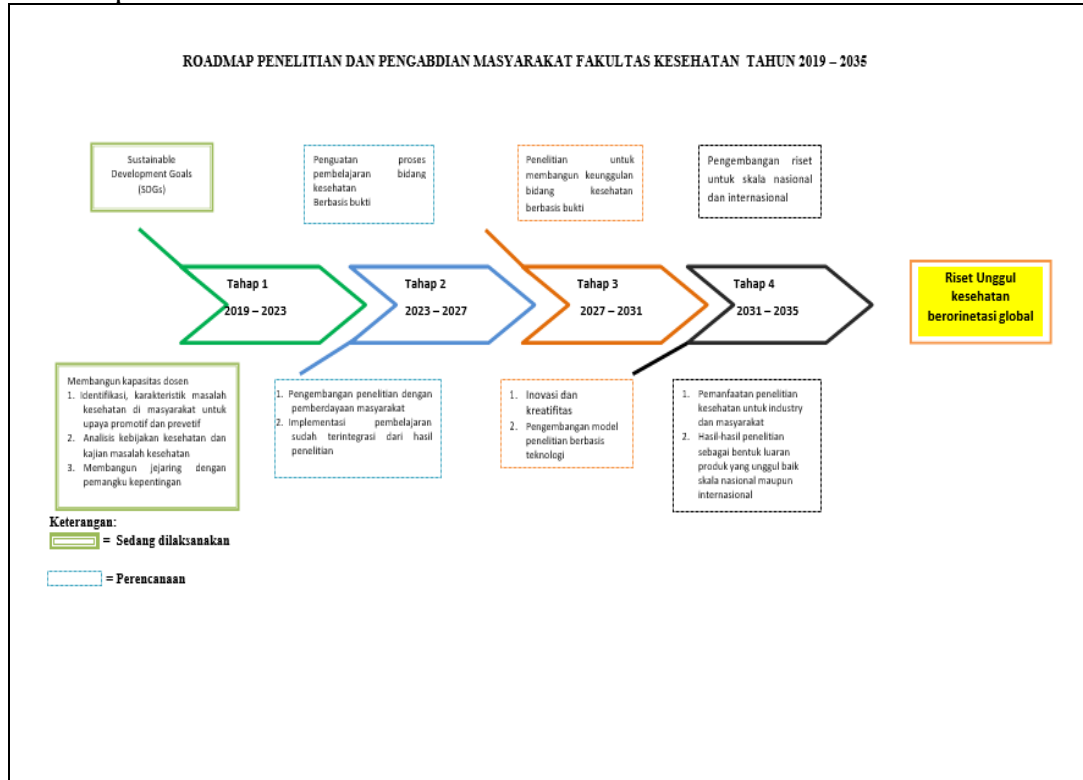 ROADMAP PENELITIAN DAN PENGABDIAN MASYARAKAT FAKULTAS KESEHATAN TAHUN 2019 – 2035
Sustainable
Development Goals
(SDGs)
Penguatan proses
pembelajaran bidang
kesehatan
Berbasis bukti
Penelitian untuk
membangun keunggulan
bidang kesehatan
berbasis bukti
Pengembangan riset
untuk skala nasional
dan internasional
Tahap 1
2019 – 2023
Tahap 2
2023 – 2027
Tahap 3
2027 – 2031
Tahap 4
2031 – 2035
Riset Unggul
kesehatan
berorinetasi global
Membangun kapasitas dosen
1. Identifikasi, karakteristik masalah
kesehatan di masyarakat untuk
upaya promotif dan prevetif
2. Analisis kebijakan kesehatan dan
kajian masalah kesehatan
3. Membangun jejaring dengan
pemangku kepentingan
1. Pengembangan penelitian dengan
pemberdayaan masyarakat
2. Implementasi pembelajaran
sudah terintegrasi dari hasil
penelitian
1. Inovasi dan
kreatifitas
2. Pengembangan model
penelitian berbasis
teknologi
1. Pemanfaatan penelitian
kesehatan untuk industry
dan masyarakat
2. Hasil-hasil penelitian
sebagai bentuk luaran
produk yang unggul baik
skala nasional maupun
internasional
Keterangan:
= Sedang dilaksanakan
= Perencanaan